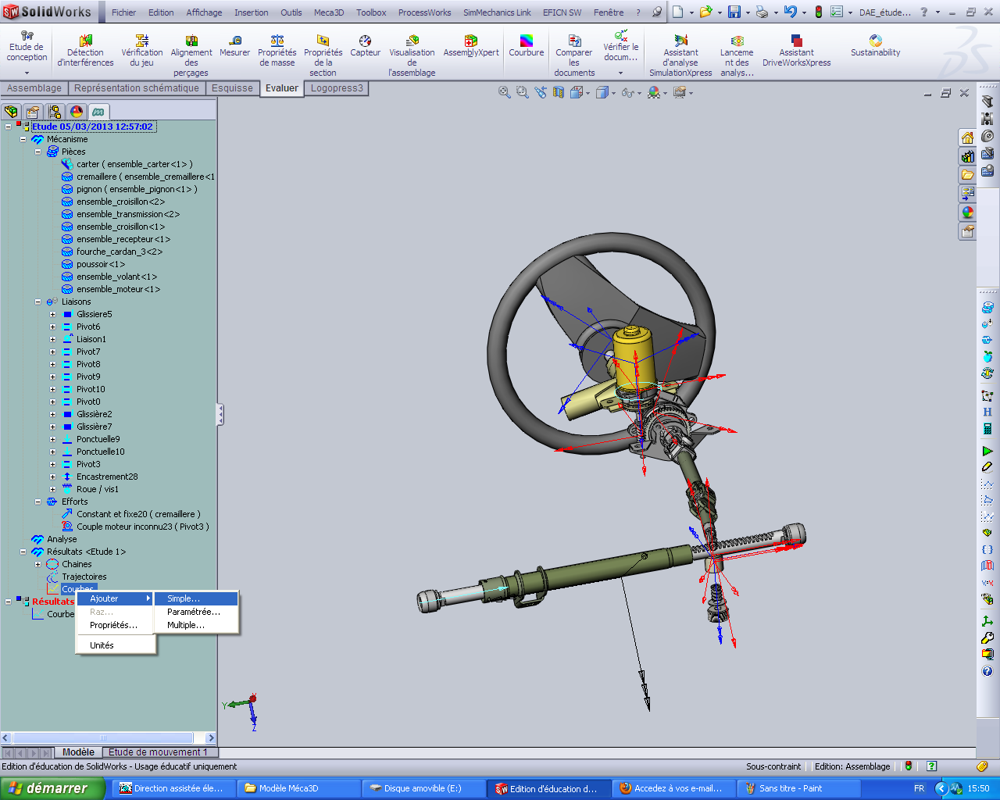 SolidWorks
Fichier Edition Affichage Insertion Outils Meca3D Toolbox ProcessWorks SimMechanics Link EFICN SW Fenêtre ? DAE_étude...
Etude de conception
Détection d'interférences
Vérification du jeu
Alignement des perçages
Mesurer
Propriétés de masse
Propriétés de la section
Capteur
Visualisation de l'assemblage
AssemblyXpert
Courbure
Comparer les documents
Vérifier le docum...
Assistant d'analyse SimulationXpress
Lancement des analys...
Assistant DriveWorksXpress
Sustainability
Assemblage Représentation schématique Esquisse Evaluer Logopress3
Etude 05/03/2013 12:57:02
Mécanisme
Pièces
carter ( ensemble_carter<1> )
cremaillere ( ensemble_cremaillere<1
pignon ( ensemble_pignon<1> )
ensemble_croisillon<2>
ensemble_transmission<2>
ensemble_croisillon<1>
ensemble_recepteur<1>
fourche_cardan_3<2>
poussoir<1>
ensemble_volant<1>
ensemble_moteur<1>
Liaisons
Glissiere5
Pivot6
Liaison1
Pivot7
Pivot8
Pivot9
Pivot10
Pivot0
Glissière2
Glissière7
Ponctuelle9
Ponctuelle10
Pivot3
Encastrement28
Roue / vis1
Efforts
Constant et fixe20 ( cremaillere )
Couple moteur inconnu23 ( Pivot3 )
Analyse
Résultats <Etude 1>
Chaines
Trajectoires
Courbes
Ajouter Simple...
Résultats
Raz... Paramétrée...
Courbe
Propriétés... Multiple...
Unités
Y
Z
Modèle Etude de mouvement 1
Edition d'éducation de SolidWorks - Usage éducatif uniquement Sous-contraint Edition: Assemblage
démarrer Direction assistée éle... Modèle Méca3D Disque amovible (E:) Edition d'éducation d... Accedez à vos e-mail... Sans titre - Paint FR 15:50